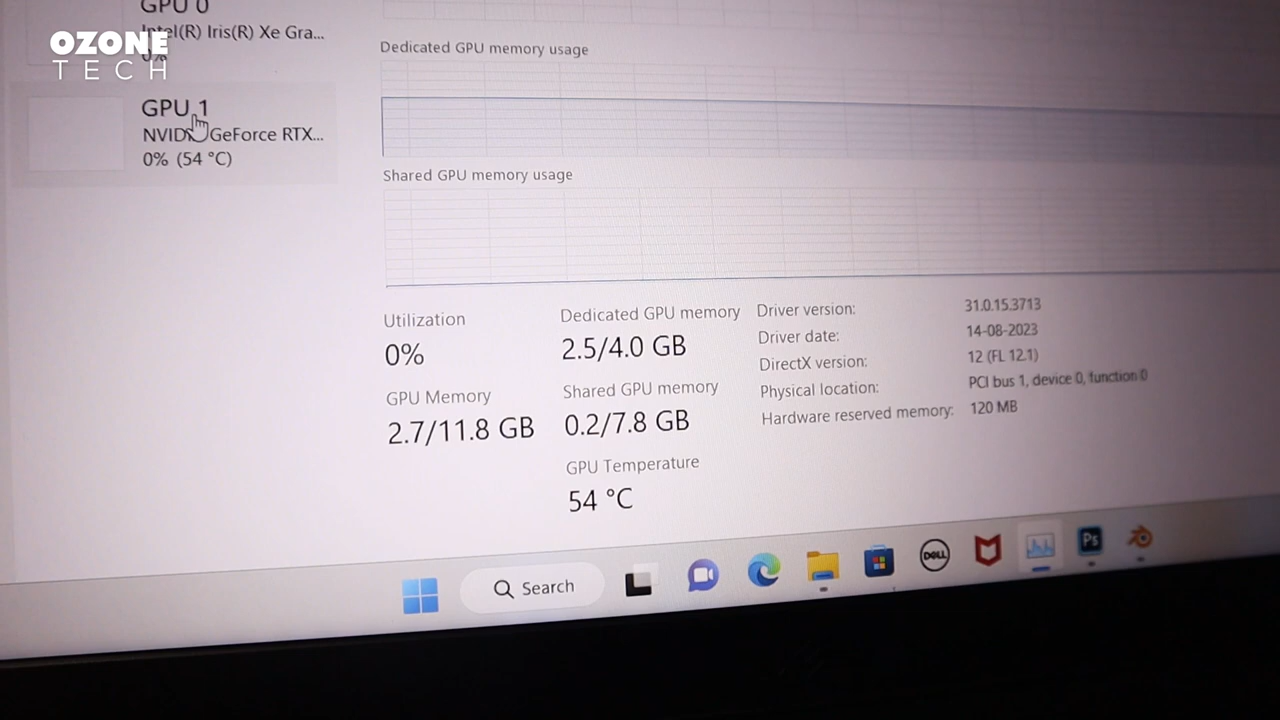 GPU 0
Intel(R) Iris(R) Xe Gra...
0%
OZONE
TECH
GPU 1
NVIDIA GeForce RTX...
0% (54 °C)
Dedicated GPU memory usage
Shared GPU memory usage
Utilization
0%
Dedicated GPU memory
2.5/4.0 GB
GPU Memory
2.7/11.8 GB
Shared GPU memory
0.2/7.8 GB
GPU Temperature
54 °C
Driver version: 31.0.15.3713
Driver date: 14-08-2023
DirectX version: 12 (FL 12.1)
Physical location: PCI bus 1, device 0, function 0
Hardware reserved memory: 120 MB
Search
DELL
Ps